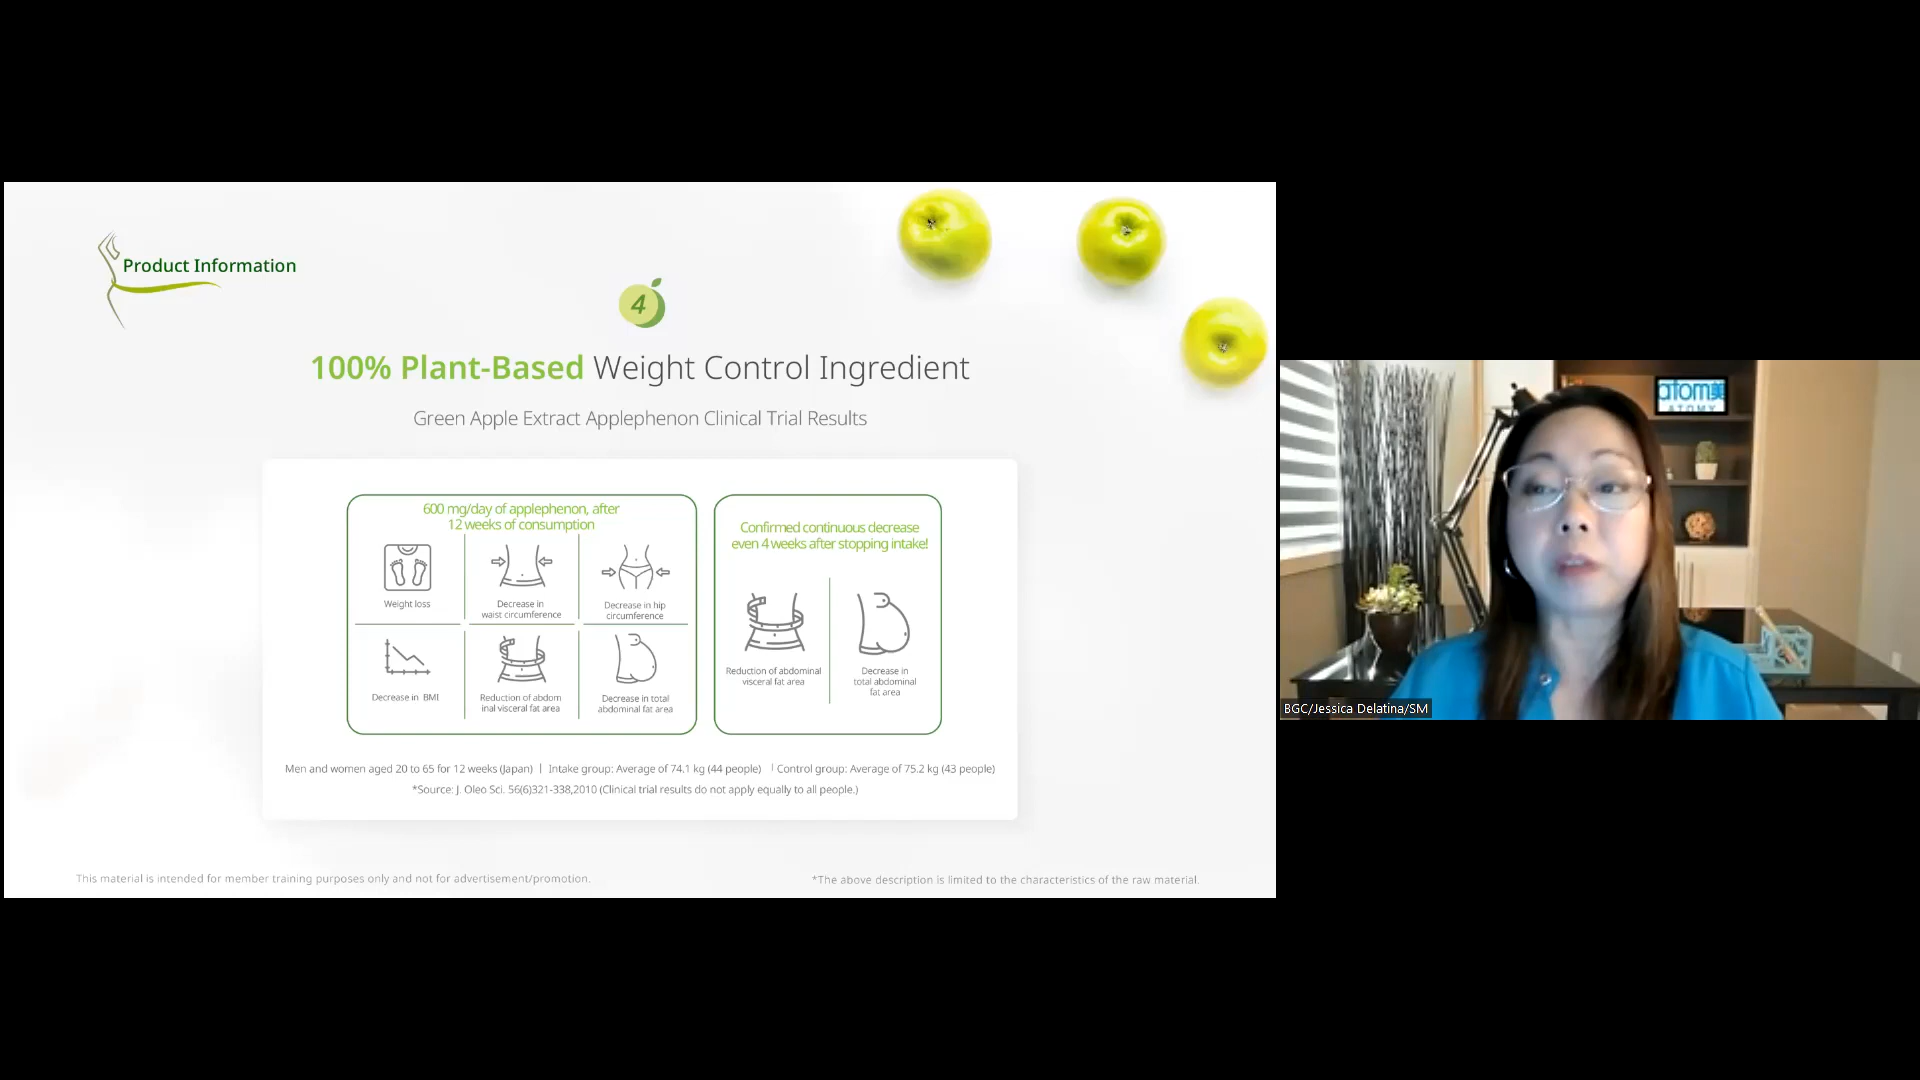 Product Information
4
100% Plant-Based Weight Control Ingredient
Green Apple Extract Applephenon Clinical Trial Results
600 mg/day of applephenon, after
12 weeks of consumption
Weight loss
Decrease in
waist circumference
Decrease in hip
circumference
Decrease in BMI
Reduction of abdom
inal visceral fat area
Decrease in total
abdominal fat area
Confirmed continuous decrease
even 4 weeks after stopping intake!
Reduction of abdominal
visceral fat area
Decrease in
total abdominal
fat area
Men and women aged 20 to 65 for 12 weeks (Japan) | Intake group: Average of 74.1 kg (44 people) | Control group: Average of 75.2 kg (43 people)
*Source: J. Oleo Sci. 56(6)321-338,2010 (Clinical trial results do not apply equally to all people.)
This material is intended for member training purposes only and not for advertisement/promotion.
*The above description is limited to the characteristics of the raw material.
atom美
ATOMY
BGC/Jessica Delatina/SM